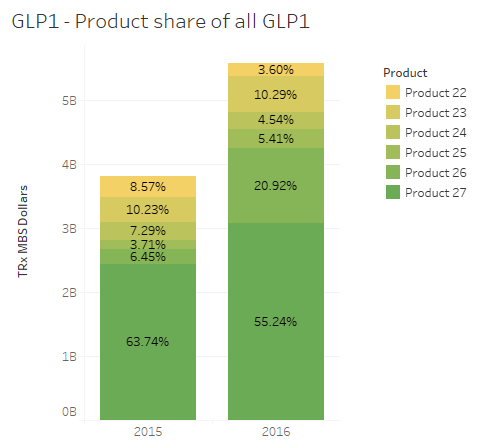 GLP1 - Product share of all GLP1
Product
Product 22
Product 23
Product 24
Product 25
Product 26
Product 27
TRx MBS Dollars
5B
4B
3B
2B
1B
0B
8.57%
10.23%
7.29%
3.71%
6.45%
63.74%
3.60%
10.29%
4.54%
5.41%
20.92%
55.24%
2015
2016